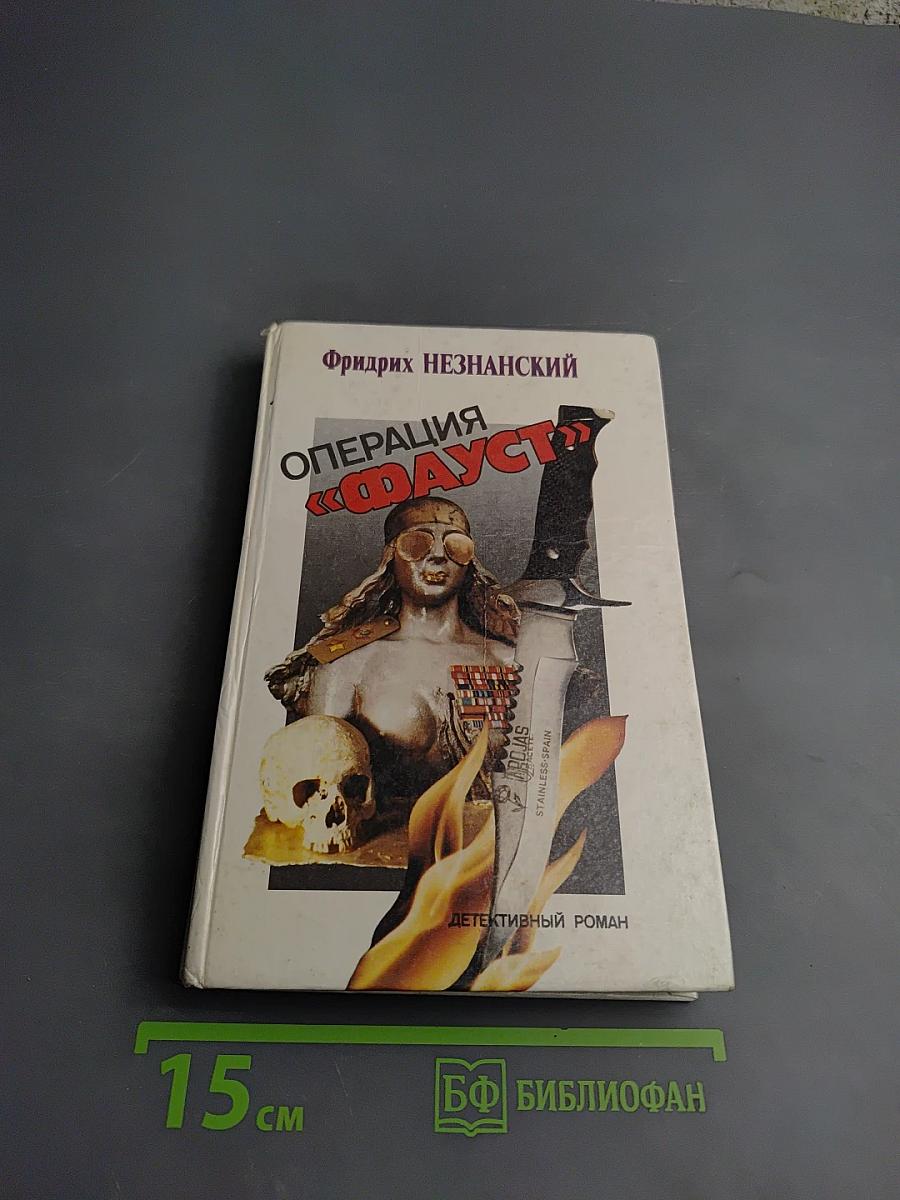 Фридрих НЕЗНАНСКИЙ
ОПЕРАЦИЯ
«ФАУСТ»
STAINLESS-SPAIN
ДЕТЕКТИВНЫЙ РОМАН
15 см
БФ БИБЛИОФАН